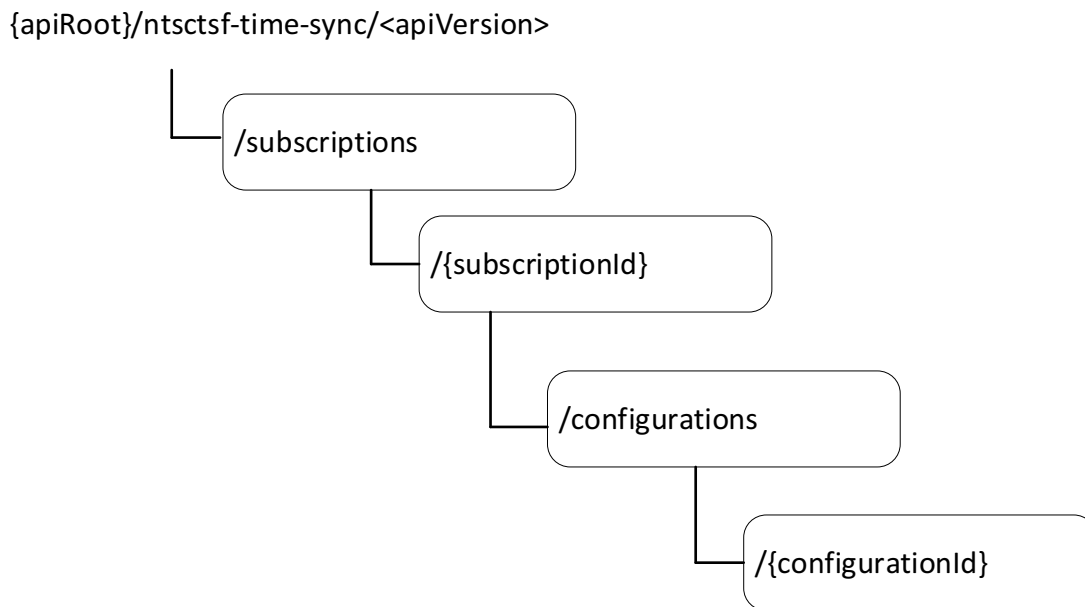 {apiRoot}/ntsctsf-time-sync/<apiVersion>
/subscriptions
/{subscriptionId}
/configurations
/{configurationId}